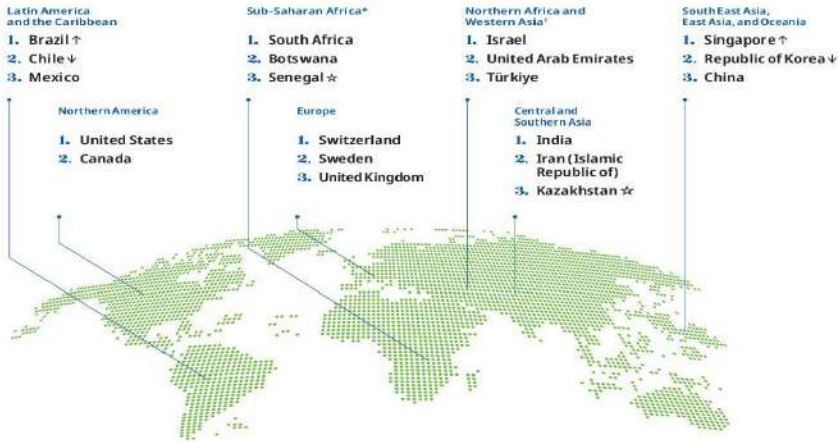 Latin America
and the Caribbean
1. Brazil ↑
2. Chile ↓
3. Mexico
Sub-Saharan Africa*
1. South Africa
2. Botswana
3. Senegal ☆
Northern Africa and
Western Asia†
1. Israel
2. United Arab Emirates
3. Türkiye
South East Asia,
East Asia, and Oceania
1. Singapore ↑
2. Republic of Korea ↓
3. China
Northern America
1. United States
2. Canada
Europe
1. Switzerland
2. Sweden
3. United Kingdom
Central and
Southern Asia
1. India
2. Iran (Islamic
Republic of)
3. Kazakhstan ☆